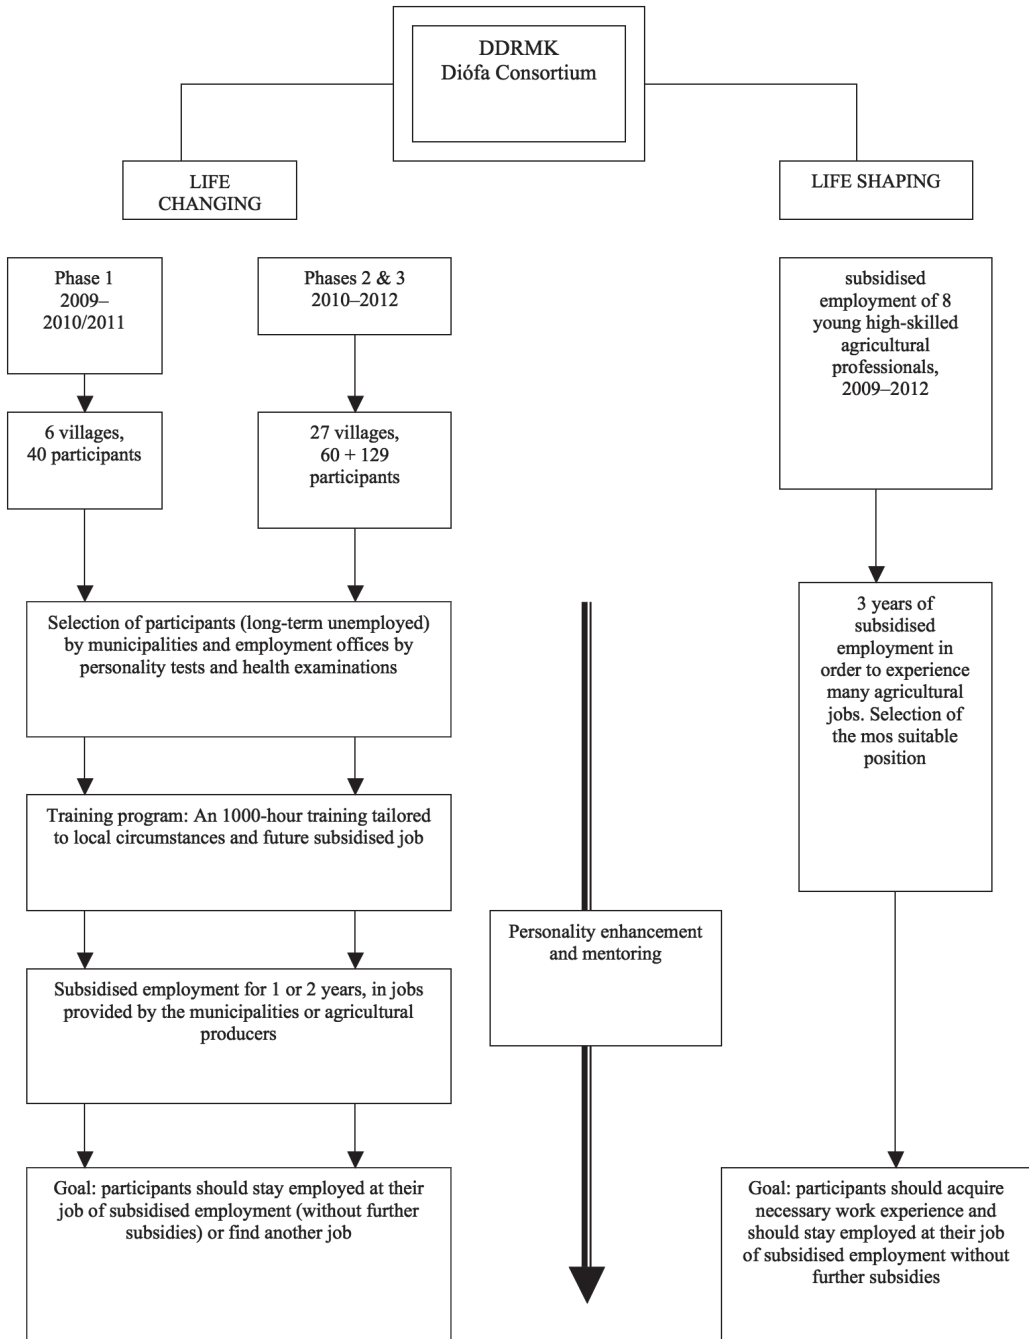 DDRMK
Diófa Consortium
LIFE
CHANGING
LIFE SHAPING
Phase 1
2009–
2010/2011
Phases 2 & 3
2010–2012
subsidised
employment of 8
young high-skilled
agricultural
professionals,
2009–2012
6 villages,
40 participants
27 villages,
60 + 129
participants
Selection of participants (long-term unemployed)
by municipalities and employment offices by
personality tests and health examinations
3 years of
subsidised
employment in
order to experience
many agricultural
jobs. Selection of
the mos suitable
position
Training program: An 1000-hour training tailored
to local circumstances and future subsidised job
Personality enhancement
and mentoring
Subsidised employment for 1 or 2 years, in jobs
provided by the municipalities or agricultural
producers
Goal: participants should stay employed at their
job of subsidised employment (without further
subsidies) or find another job
Goal: participants should acquire
necessary work experience and
should stay employed at their job
of subsidised employment without
further subsidies